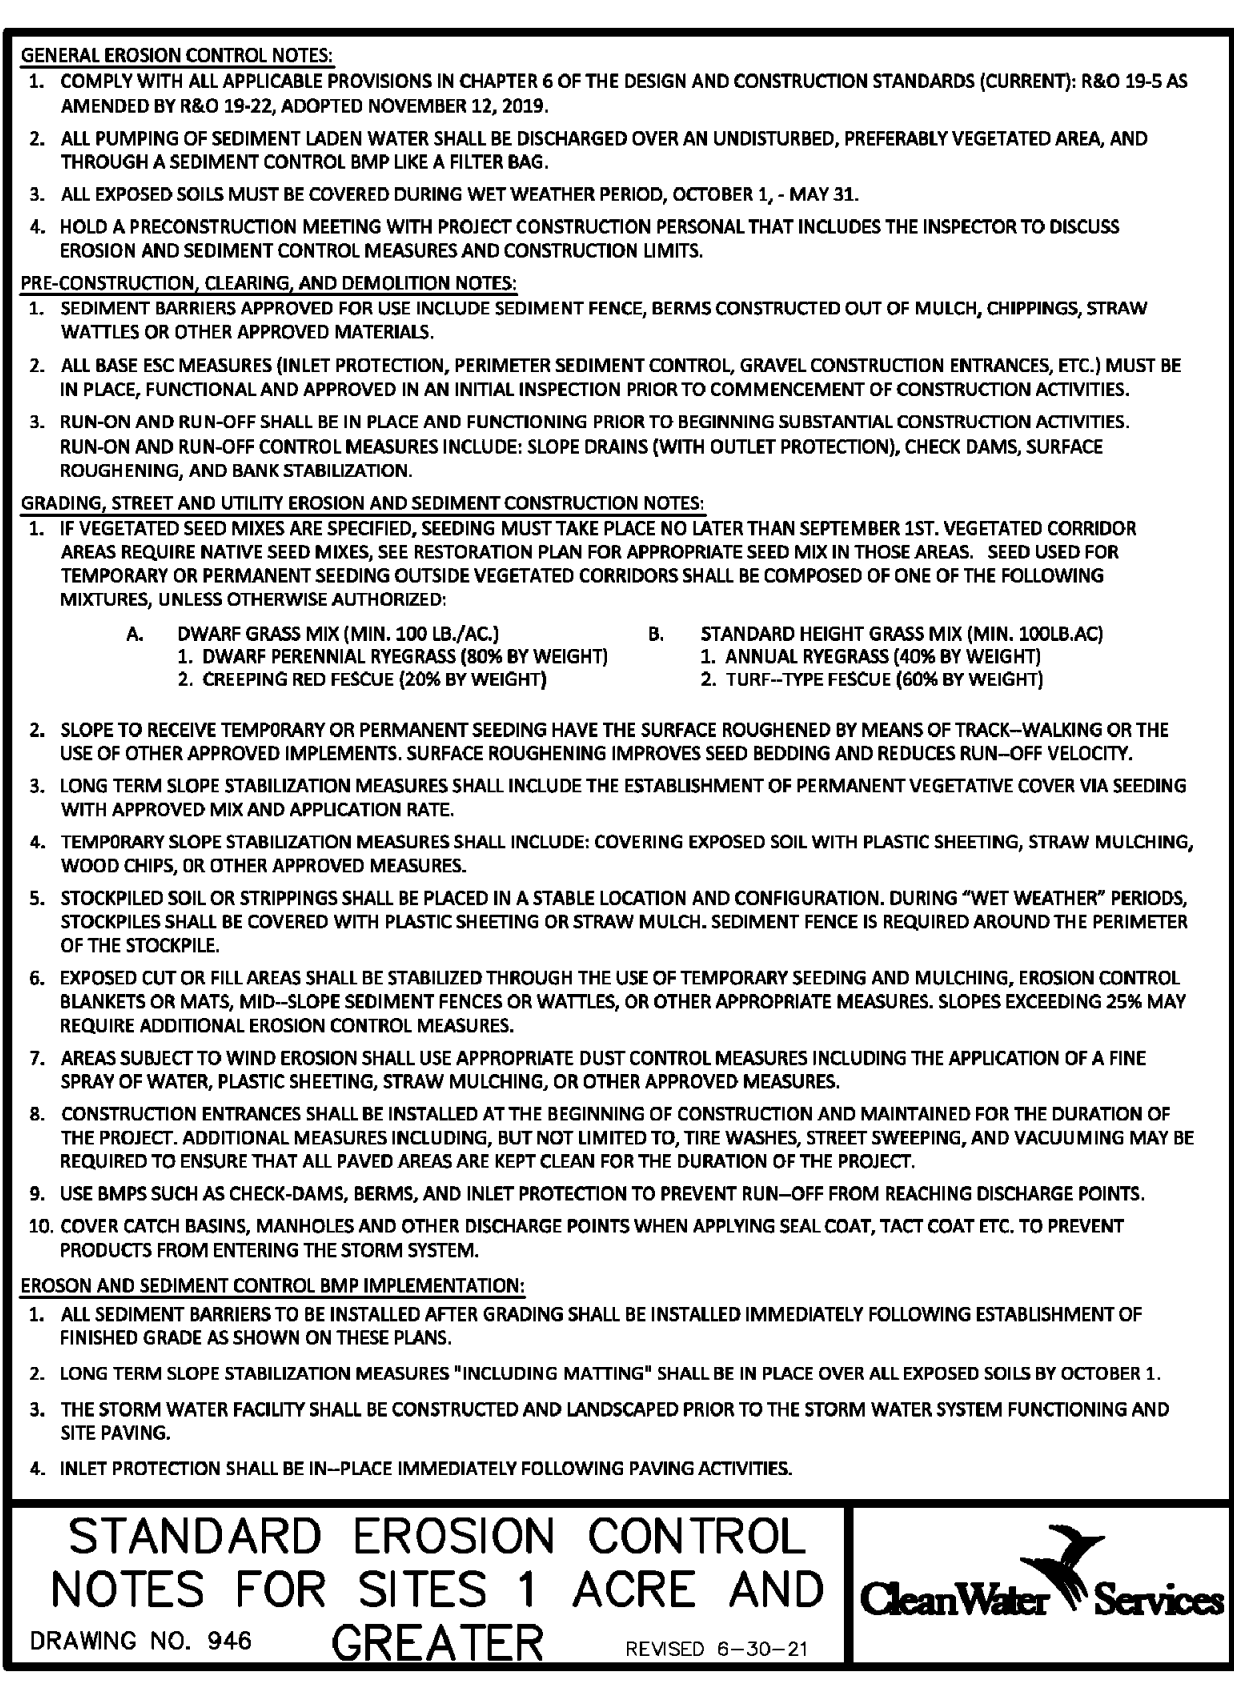 GENERAL EROSION CONTROL NOTES:
1. COMPLY WITH ALL APPLICABLE PROVISIONS IN CHAPTER 6 OF THE DESIGN AND CONSTRUCTION STANDARDS (CURRENT): R&O 19-5 AS
AMENDED BY R&O 19-22, ADOPTED NOVEMBER 12, 2019.
2. ALL PUMPING OF SEDIMENT LADEN WATER SHALL BE DISCHARGED OVER AN UNDISTURBED, PREFERABLY VEGETATED AREA, AND
THROUGH A SEDIMENT CONTROL BMP LIKE A FILTER BAG.
3. ALL EXPOSED SOILS MUST BE COVERED DURING WET WEATHER PERIOD, OCTOBER 1, - MAY 31.
4. HOLD A PRECONSTRUCTION MEETING WITH PROJECT CONSTRUCTION PERSONAL THAT INCLUDES THE INSPECTOR TO DISCUSS
EROSION AND SEDIMENT CONTROL MEASURES AND CONSTRUCTION LIMITS.
PRE-CONSTRUCTION, CLEARING, AND DEMOLITION NOTES:
1. SEDIMENT BARRIERS APPROVED FOR USE INCLUDE SEDIMENT FENCE, BERMS CONSTRUCTED OUT OF MULCH, CHIPPINGS, STRAW
WATTLES OR OTHER APPROVED MATERIALS.
2. ALL BASE ESC MEASURES (INLET PROTECTION, PERIMETER SEDIMENT CONTROL, GRAVEL CONSTRUCTION ENTRANCES, ETC.) MUST BE
IN PLACE, FUNCTIONAL AND APPROVED IN AN INITIAL INSPECTION PRIOR TO COMMENCEMENT OF CONSTRUCTION ACTIVITIES.
3. RUN-ON AND RUN-OFF SHALL BE IN PLACE AND FUNCTIONING PRIOR TO BEGINNING SUBSTANTIAL CONSTRUCTION ACTIVITIES.
RUN-ON AND RUN-OFF CONTROL MEASURES INCLUDE: SLOPE DRAINS (WITH OUTLET PROTECTION), CHECK DAMS, SURFACE
ROUGHENING, AND BANK STABILIZATION.
GRADING, STREET AND UTILITY EROSION AND SEDIMENT CONSTRUCTION NOTES:
1. IF VEGETATED SEED MIXES ARE SPECIFIED, SEEDING MUST TAKE PLACE NO LATER THAN SEPTEMBER 1ST. VEGETATED CORRIDOR
AREAS REQUIRE NATIVE SEED MIXES, SEE RESTORATION PLAN FOR APPROPRIATE SEED MIX IN THOSE AREAS. SEED USED FOR
TEMPORARY OR PERMANENT SEEDING OUTSIDE VEGETATED CORRIDORS SHALL BE COMPOSED OF ONE OF THE FOLLOWING
MIXTURES, UNLESS OTHERWISE AUTHORIZED:
A. DWARF GRASS MIX (MIN. 100 LB./AC.)
1. DWARF PERENNIAL RYEGRASS (80% BY WEIGHT)
2. CREEPING RED FESCUE (20% BY WEIGHT)
B. STANDARD HEIGHT GRASS MIX (MIN. 100LB.AC)
1. ANNUAL RYEGRASS (40% BY WEIGHT)
2. TURF--TYPE FESCUE (60% BY WEIGHT)
2. SLOPE TO RECEIVE TEMPORARY OR PERMANENT SEEDING HAVE THE SURFACE ROUGHENED BY MEANS OF TRACK--WALKING OR THE
USE OF OTHER APPROVED IMPLEMENTS. SURFACE ROUGHENING IMPROVES SEED BEDDING AND REDUCES RUN--OFF VELOCITY.
3. LONG TERM SLOPE STABILIZATION MEASURES SHALL INCLUDE THE ESTABLISHMENT OF PERMANENT VEGETATIVE COVER VIA SEEDING
WITH APPROVED MIX AND APPLICATION RATE.
4. TEMPORARY SLOPE STABILIZATION MEASURES SHALL INCLUDE: COVERING EXPOSED SOIL WITH PLASTIC SHEETING, STRAW MULCHING,
WOOD CHIPS, OR OTHER APPROVED MEASURES.
5. STOCKPILED SOIL OR STRIPPINGS SHALL BE PLACED IN A STABLE LOCATION AND CONFIGURATION. DURING “WET WEATHER” PERIODS,
STOCKPILES SHALL BE COVERED WITH PLASTIC SHEETING OR STRAW MULCH. SEDIMENT FENCE IS REQUIRED AROUND THE PERIMETER
OF THE STOCKPILE.
6. EXPOSED CUT OR FILL AREAS SHALL BE STABILIZED THROUGH THE USE OF TEMPORARY SEEDING AND MULCHING, EROSION CONTROL
BLANKETS OR MATS, MID--SLOPE SEDIMENT FENCES OR WATTLES, OR OTHER APPROPRIATE MEASURES. SLOPES EXCEEDING 25% MAY
REQUIRE ADDITIONAL EROSION CONTROL MEASURES.
7. AREAS SUBJECT TO WIND EROSION SHALL USE APPROPRIATE DUST CONTROL MEASURES INCLUDING THE APPLICATION OF A FINE
SPRAY OF WATER, PLASTIC SHEETING, STRAW MULCHING, OR OTHER APPROVED MEASURES.
8. CONSTRUCTION ENTRANCES SHALL BE INSTALLED AT THE BEGINNING OF CONSTRUCTION AND MAINTAINED FOR THE DURATION OF
THE PROJECT. ADDITIONAL MEASURES INCLUDING, BUT NOT LIMITED TO, TIRE WASHES, STREET SWEEPING, AND VACUUMING MAY BE
REQUIRED TO ENSURE THAT ALL PAVED AREAS ARE KEPT CLEAN FOR THE DURATION OF THE PROJECT.
9. USE BMPS SUCH AS CHECK-DAMS, BERMS, AND INLET PROTECTION TO PREVENT RUN--OFF FROM REACHING DISCHARGE POINTS.
10. COVER CATCH BASINS, MANHOLES AND OTHER DISCHARGE POINTS WHEN APPLYING SEAL COAT, TACT COAT ETC. TO PREVENT
PRODUCTS FROM ENTERING THE STORM SYSTEM.
EROSON AND SEDIMENT CONTROL BMP IMPLEMENTATION:
1. ALL SEDIMENT BARRIERS TO BE INSTALLED AFTER GRADING SHALL BE INSTALLED IMMEDIATELY FOLLOWING ESTABLISHMENT OF
FINISHED GRADE AS SHOWN ON THESE PLANS.
2. LONG TERM SLOPE STABILIZATION MEASURES "INCLUDING MATTING" SHALL BE IN PLACE OVER ALL EXPOSED SOILS BY OCTOBER 1.
3. THE STORM WATER FACILITY SHALL BE CONSTRUCTED AND LANDSCAPED PRIOR TO THE STORM WATER SYSTEM FUNCTIONING AND
SITE PAVING.
4. INLET PROTECTION SHALL BE IN--PLACE IMMEDIATELY FOLLOWING PAVING ACTIVITIES.
STANDARD EROSION CONTROL
NOTES FOR SITES 1 ACRE AND
GREATER
DRAWING NO. 946
REVISED 6-30-21
CleanWater Services